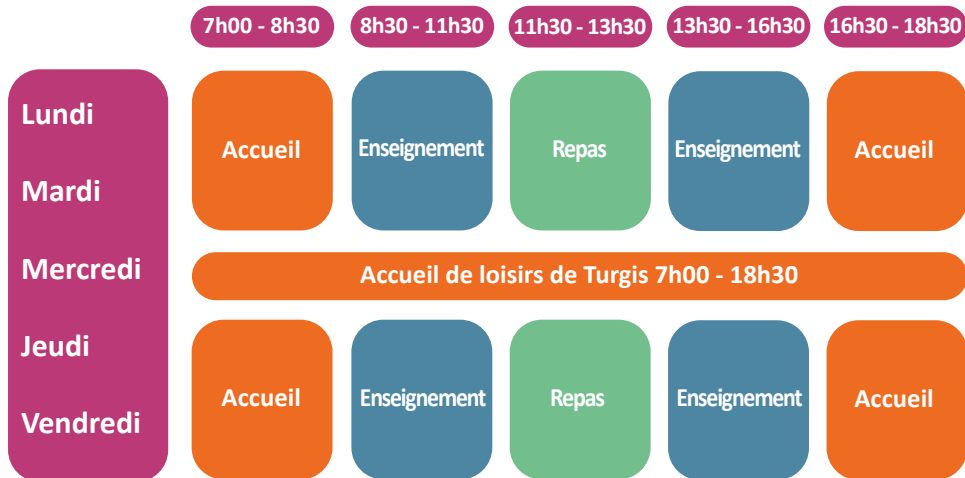 7h00 - 8h30
8h30 - 11h30
11h30 - 13h30
13h30 - 16h30
16h30 - 18h30
Lundi
Mardi
Accueil
Enseignement
Repas
Enseignement
Accueil
Mercredi
Accueil de loisirs de Turgis 7h00 - 18h30
Jeudi
Vendredi
Accueil
Enseignement
Repas
Enseignement
Accueil